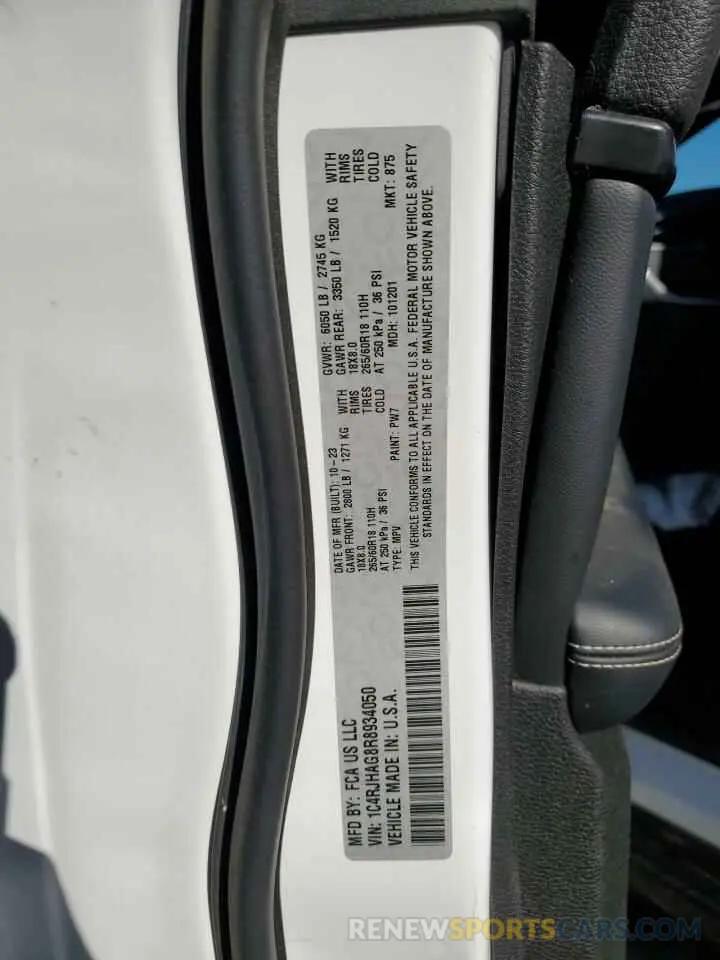 MFD BY: FCA US LLC
VIN: 1C4RJHAG8R8934050
VEHICLE MADE IN: U.S.A.
DATE OF MFR (BUILT): 10-23
GAWR FRONT: 2800 LB / 1271 KG WITH
18X8.0 RIMS
265/60R18 110H TIRES
AT 250 kPa / 36 PSI COLD
TYPE: MPV PAINT: PW7
GVWR: 6050 LB / 2745 KG
GAWR REAR: 3350 LB / 1520 KG WITH
18X8.0 RIMS
265/60R18 110H TIRES
AT 250 kPa / 36 PSI COLD
MDH: 101201 MKT: 875
THIS VEHICLE CONFORMS TO ALL APPLICABLE U.S.A. FEDERAL MOTOR VEHICLE SAFETY
STANDARDS IN EFFECT ON THE DATE OF MANUFACTURE SHOWN ABOVE.
RENEWSPORTSCARS.COM